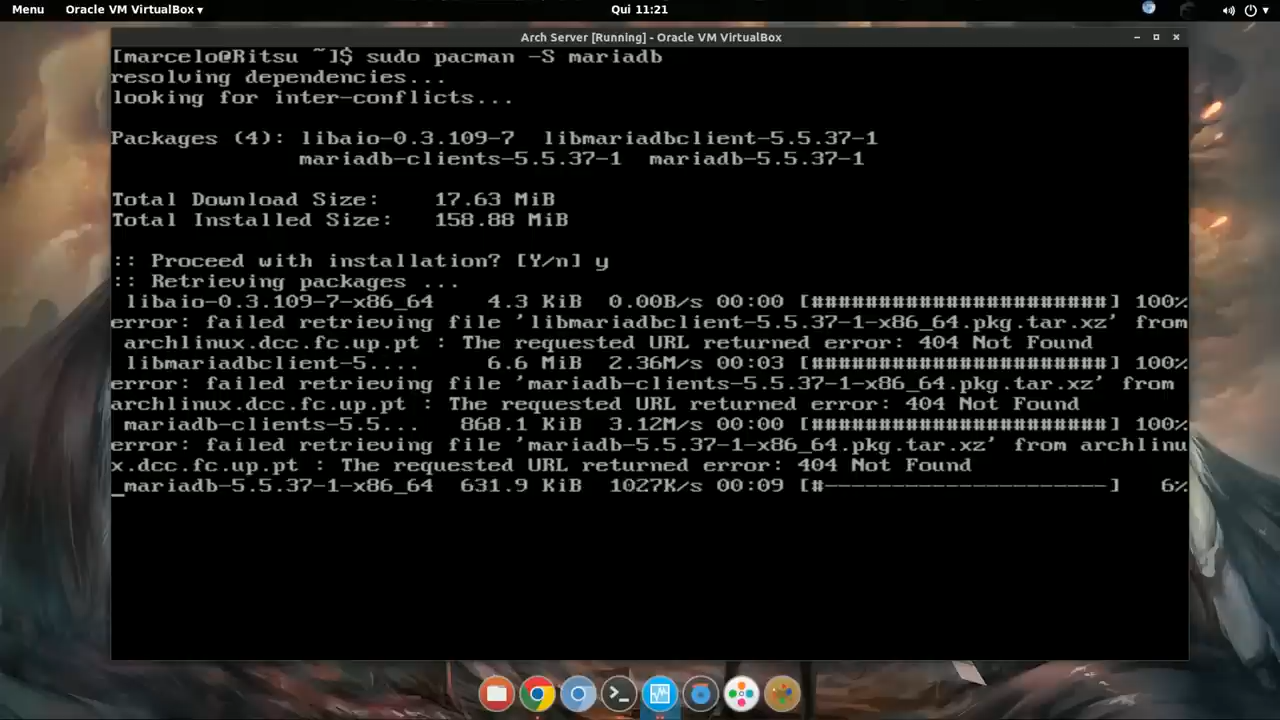 Menu Oracle VM VirtualBox ▾ Qui 11:21
Arch Server [Running] - Oracle VM VirtualBox
[marcelo@Ritsu ~]$ sudo pacman -S mariadb
resolving dependencies...
looking for inter-conflicts...
Packages (4): libaio-0.3.109-7 libmariadbclient-5.5.37-1
mariadb-clients-5.5.37-1 mariadb-5.5.37-1
Total Download Size: 17.63 MiB
Total Installed Size: 158.88 MiB
:: Proceed with installation? [Y/n] y
:: Retrieving packages ...
libaio-0.3.109-7-x86_64 4.3 KiB 0.00B/s 00:00 [######################] 100%
error: failed retrieving file 'libmariadbclient-5.5.37-1-x86_64.pkg.tar.xz' from
archlinux.dcc.fc.up.pt : The requested URL returned error: 404 Not Found
libmariadbclient-5.... 6.6 MiB 2.36M/s 00:03 [######################] 100%
error: failed retrieving file 'mariadb-clients-5.5.37-1-x86_64.pkg.tar.xz' from
archlinux.dcc.fc.up.pt : The requested URL returned error: 404 Not Found
mariadb-clients-5.5... 868.1 KiB 3.12M/s 00:00 [######################] 100%
error: failed retrieving file 'mariadb-5.5.37-1-x86_64.pkg.tar.xz' from archlinu
x.dcc.fc.up.pt : The requested URL returned error: 404 Not Found
_mariadb-5.5.37-1-x86_64 631.9 KiB 1027K/s 00:09 [#---------------------] 6%